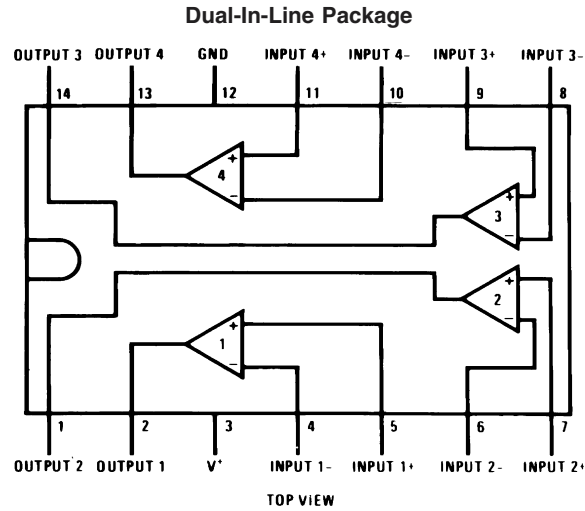 Dual-In-Line Package
OUTPUT 3 OUTPUT 4 GND INPUT 4+ INPUT 4- INPUT 3+ INPUT 3-
14 13 12 11 10 9 8
+
4
-
+
3
-
+
2
-
+
1
-
1 2 3 4 5 6 7
OUTPUT 2 OUTPUT 1 V+ INPUT 1- INPUT 1+ INPUT 2- INPUT 2+
TOP VIEW